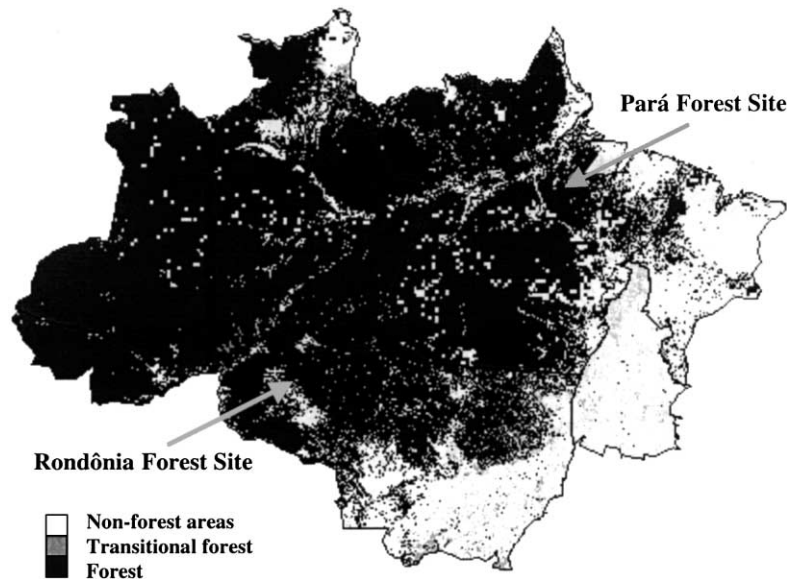 Pará Forest Site
Rondônia Forest Site
Non-forest areas
Transitional forest
Forest